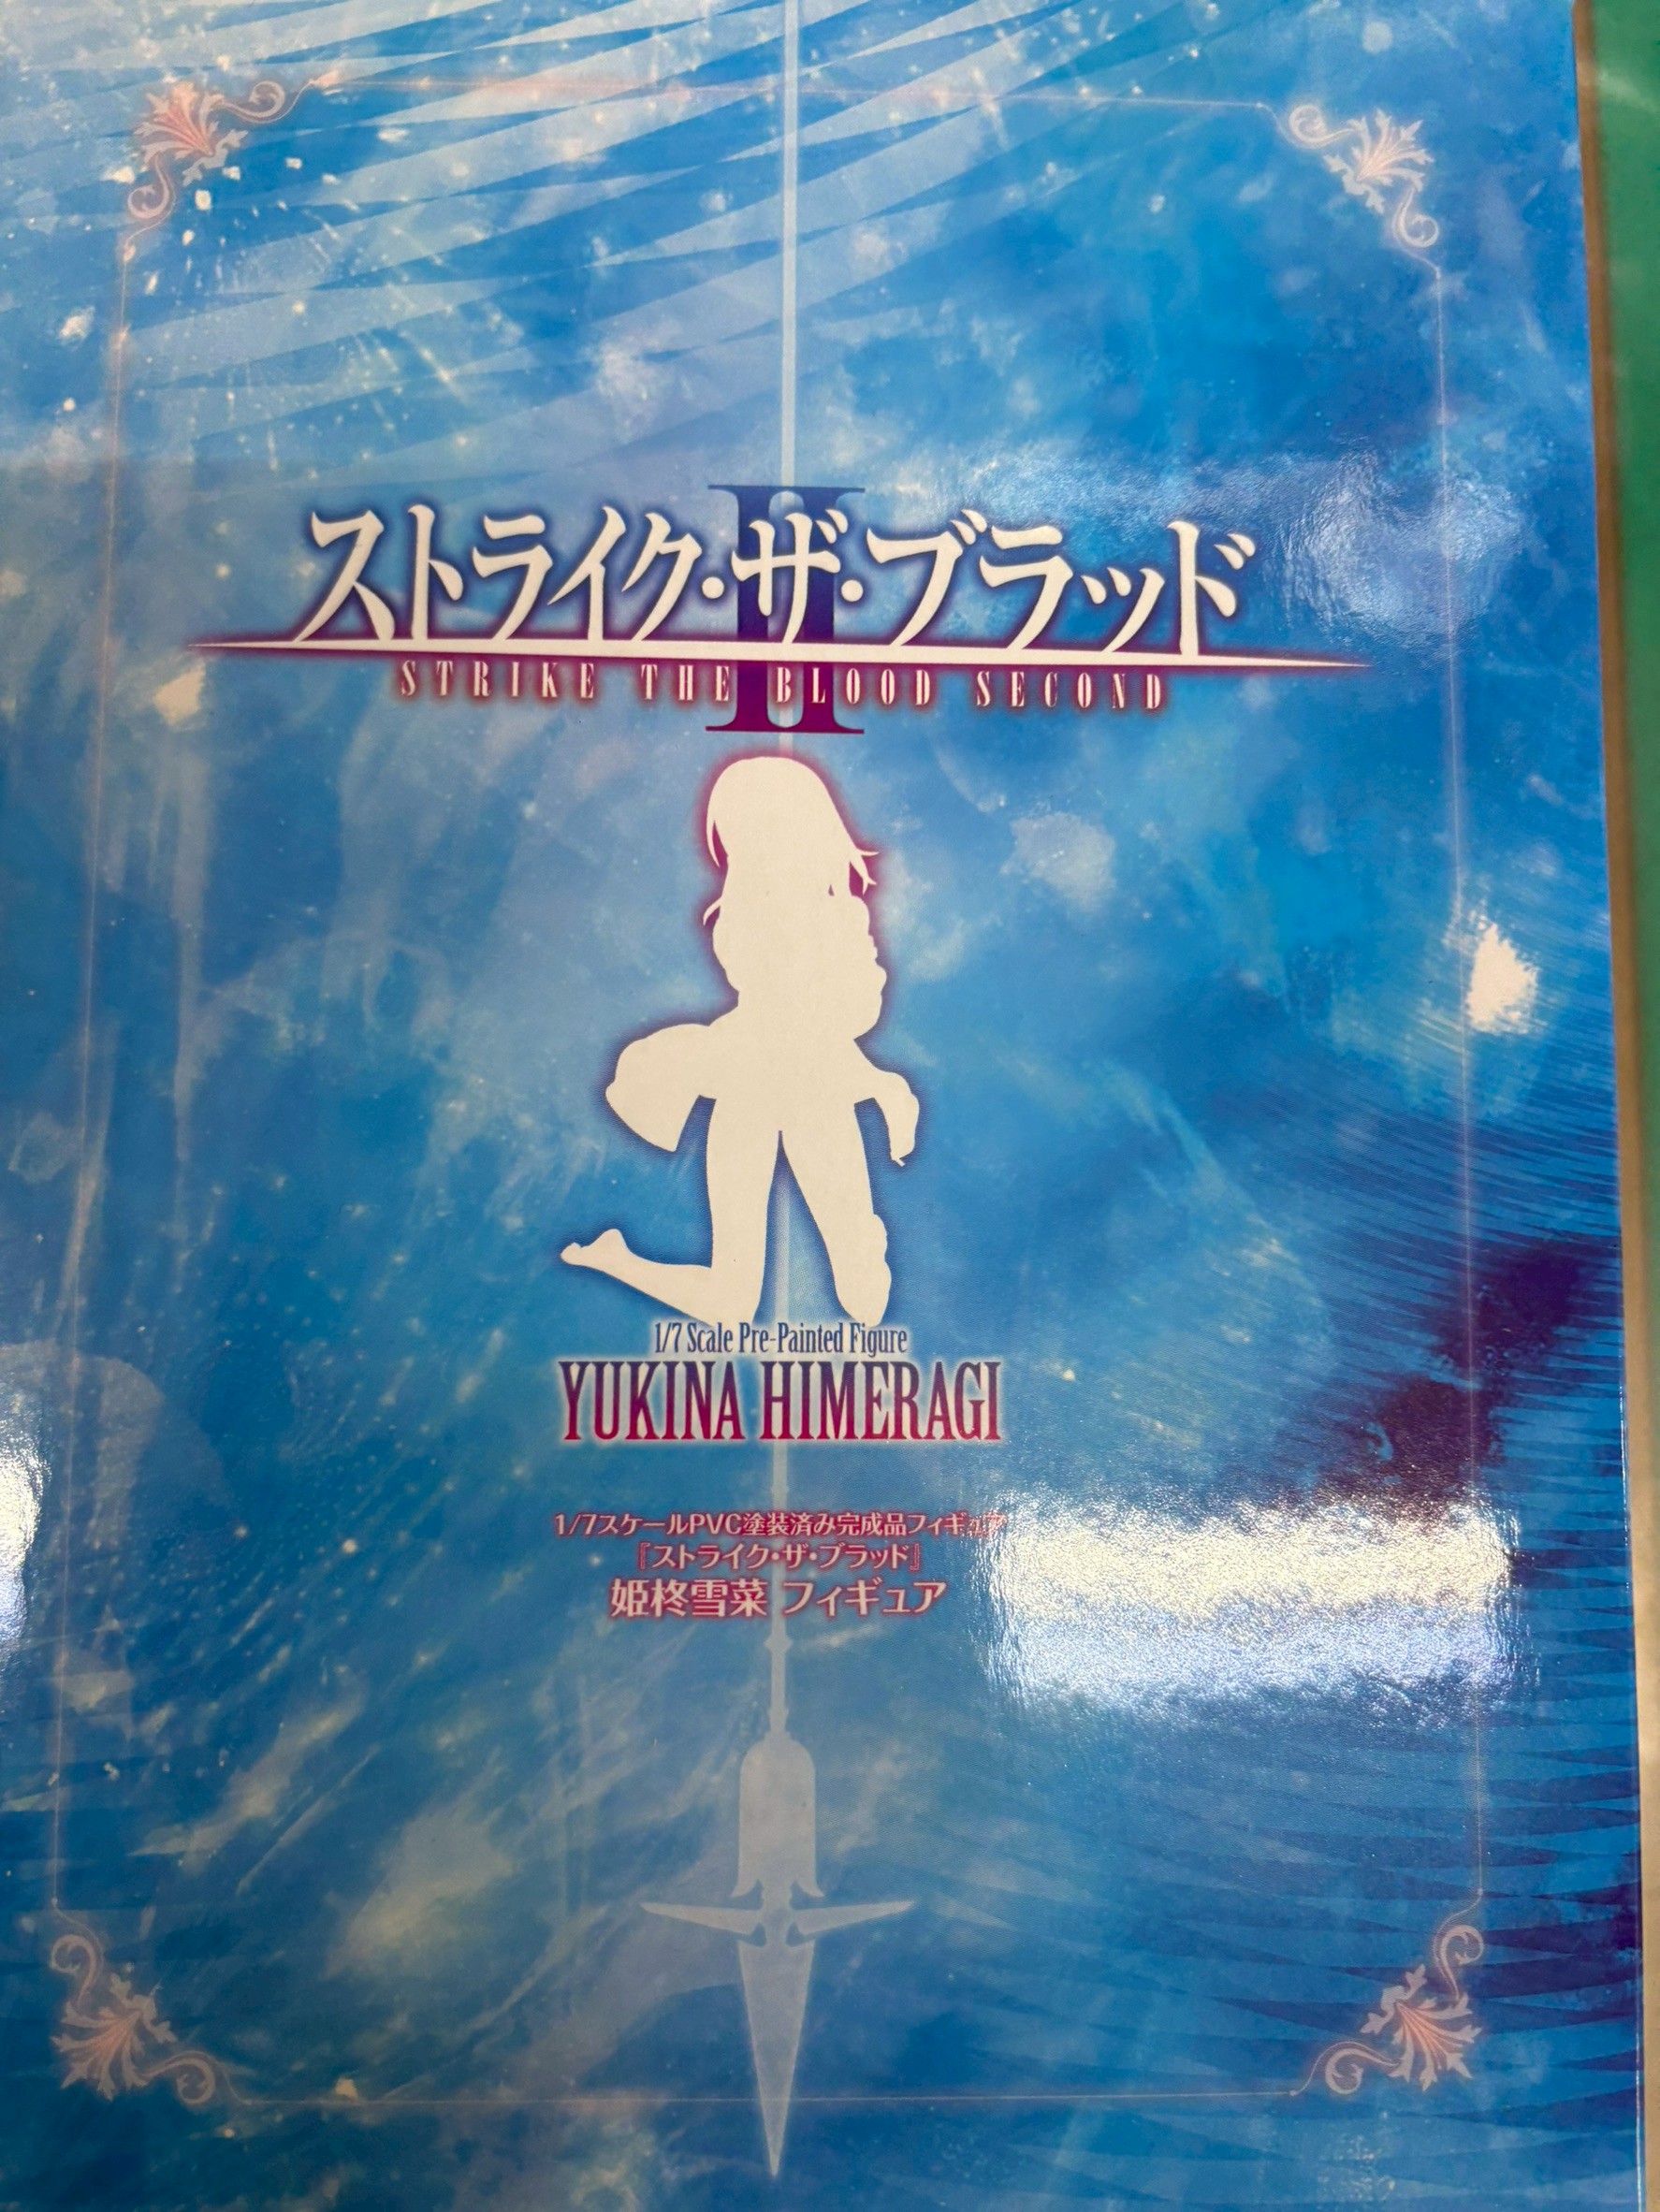 ストライク・ザ・ブラッド
II
STRIKE THE BLOOD SECOND
1/7 Scale Pre-Painted Figure
YUKINA HIMERAGI
1/7スケールPVC塗装済み完成品フィギュア
『ストライク・ザ・ブラッド』
姫柊雪菜 フィギュア